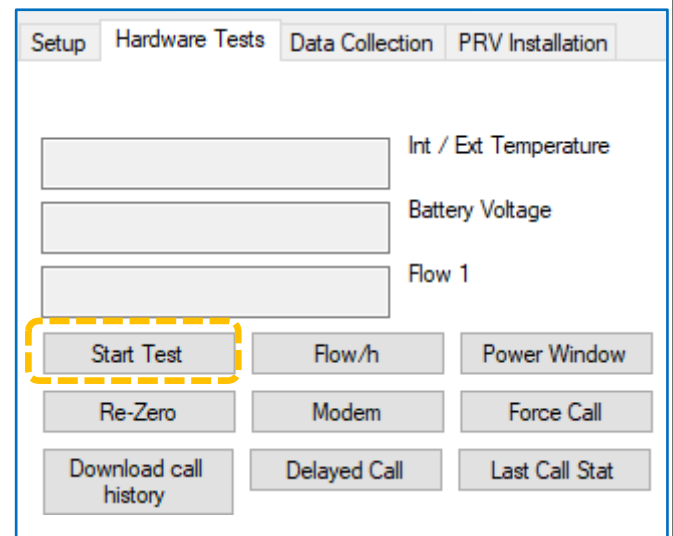 Setup Hardware Tests Data Collection PRV Installation
Int / Ext Temperature
Battery Voltage
Flow 1
Start Test Flow/h Power Window
Re-Zero Modem Force Call
Download call history Delayed Call Last Call Stat